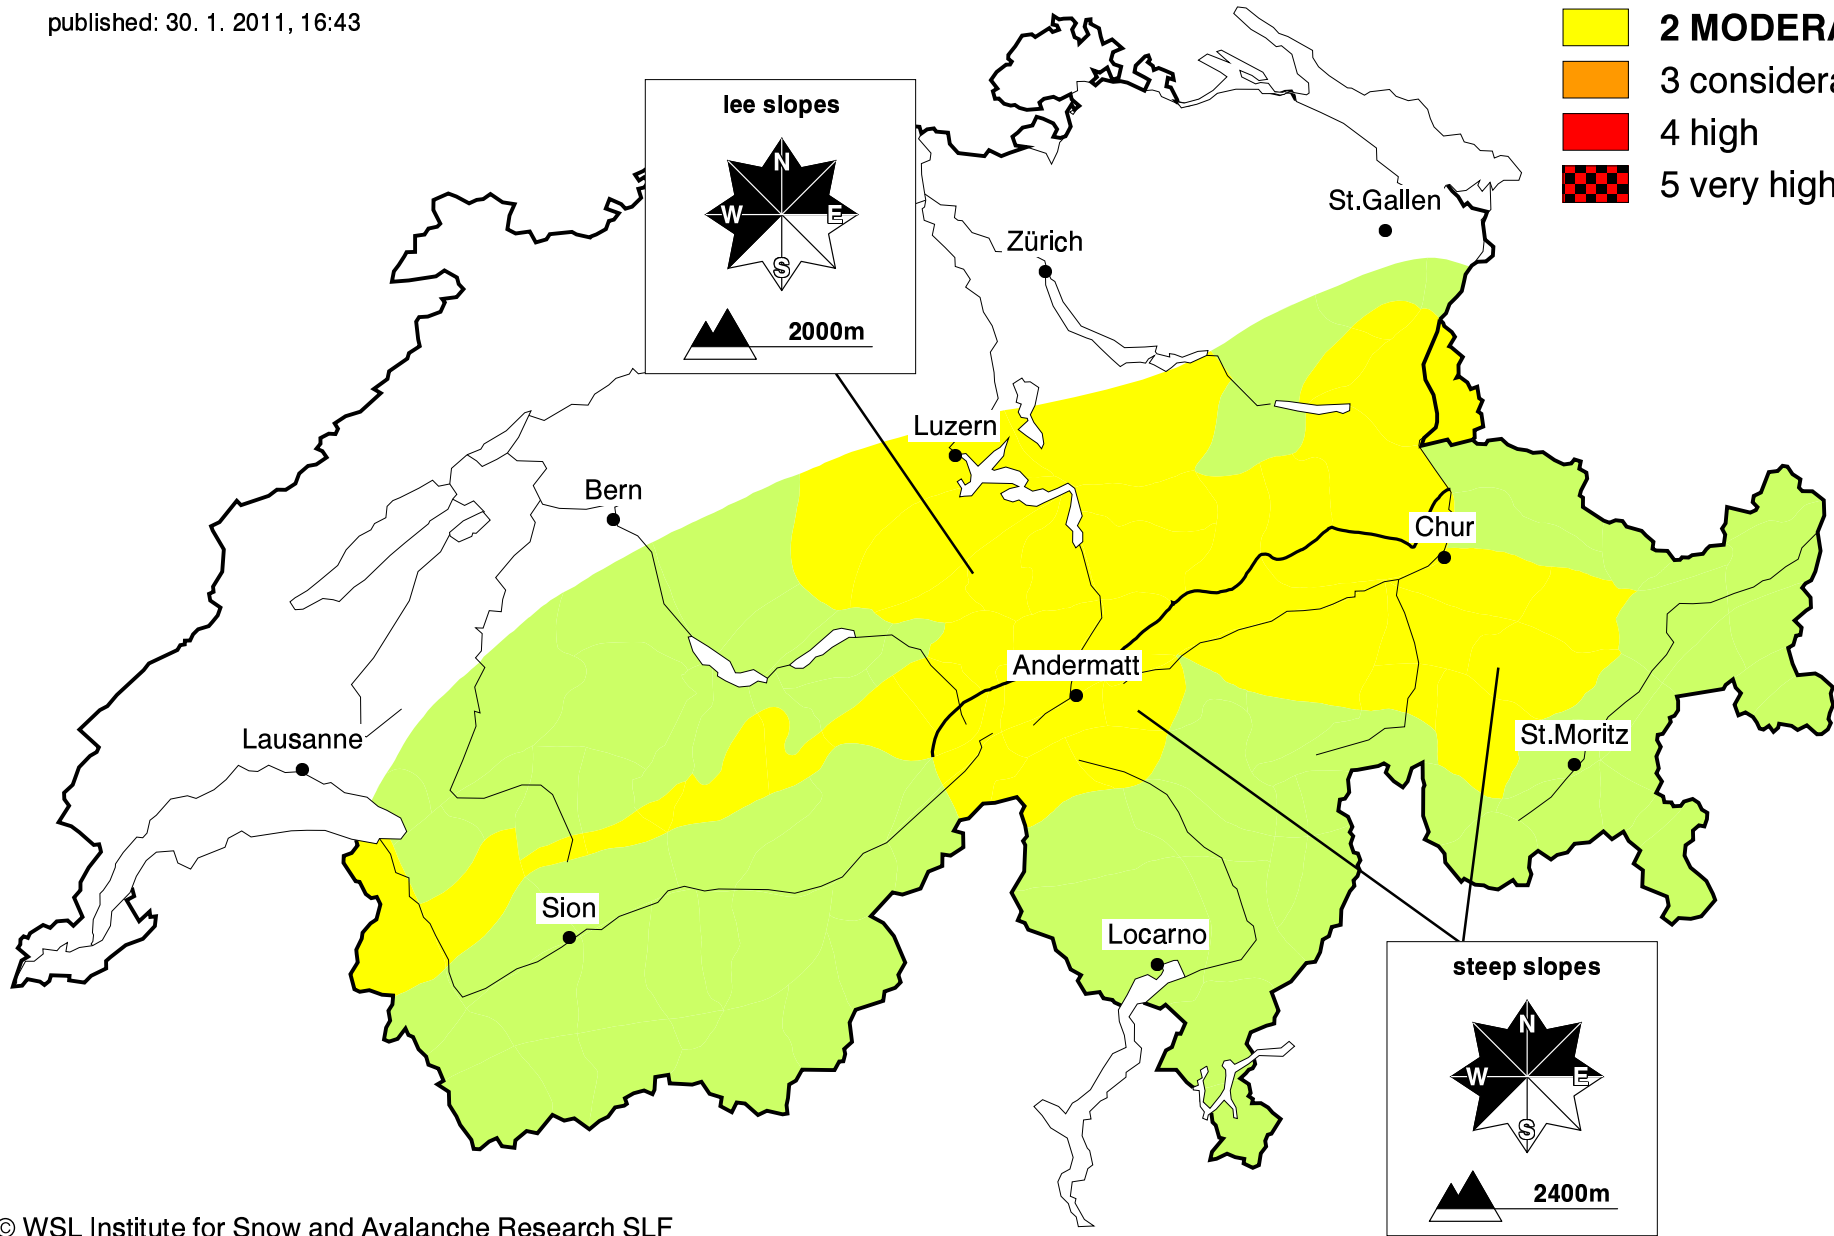 published: 30. 1. 2011, 16:43
2 MODERA
3 considera
4 high
5 very high
lee slopes
N
W E
S
2000m
St.Gallen
Zürich
Luzern
Bern
Chur
Andermatt
St.Moritz
Lausanne
Sion
Locarno
steep slopes
N
W E
S
2400m
© WSL Institute for Snow and Avalanche Research SLF